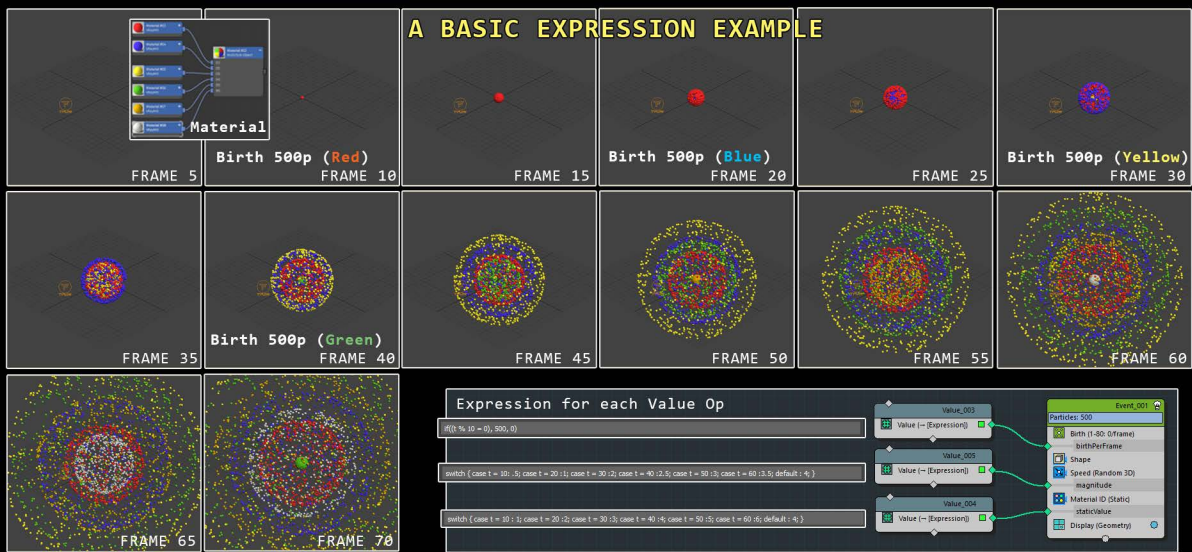 A BASIC EXPRESSION EXAMPLE
Material
FRAME 5
Birth 500p (Red)
FRAME 10
FRAME 15
Birth 500p (Blue)
FRAME 20
FRAME 25
Birth 500p (Yellow)
FRAME 30
FRAME 35
Birth 500p (Green)
FRAME 40
FRAME 45
FRAME 50
FRAME 55
FRAME 60
FRAME 65
FRAME 70
Expression for each Value Op
if((t % 10 = 0), 500, 0)
switch { case t = 10: .5; case t = 20 :1; case t = 30 :2; case t = 40 :2.5; case t = 50 :3; case t = 60 :3.5; default : 4; }
switch { case t = 10 : 1; case t = 20 :2; case t = 30 :3; case t = 40 :4; case t = 50 :5; case t = 60 :6; default : 4; }
Value_003
Value (→ [Expression])
Value_005
Value (→ [Expression])
Value_004
Value (→ [Expression])
Event_001
Particles: 500
Birth (1-80: 0/frame)
birthPerFrame
Shape
Speed (Random 3D)
magnitude
Material ID (Static)
staticValue
Display (Geometry)